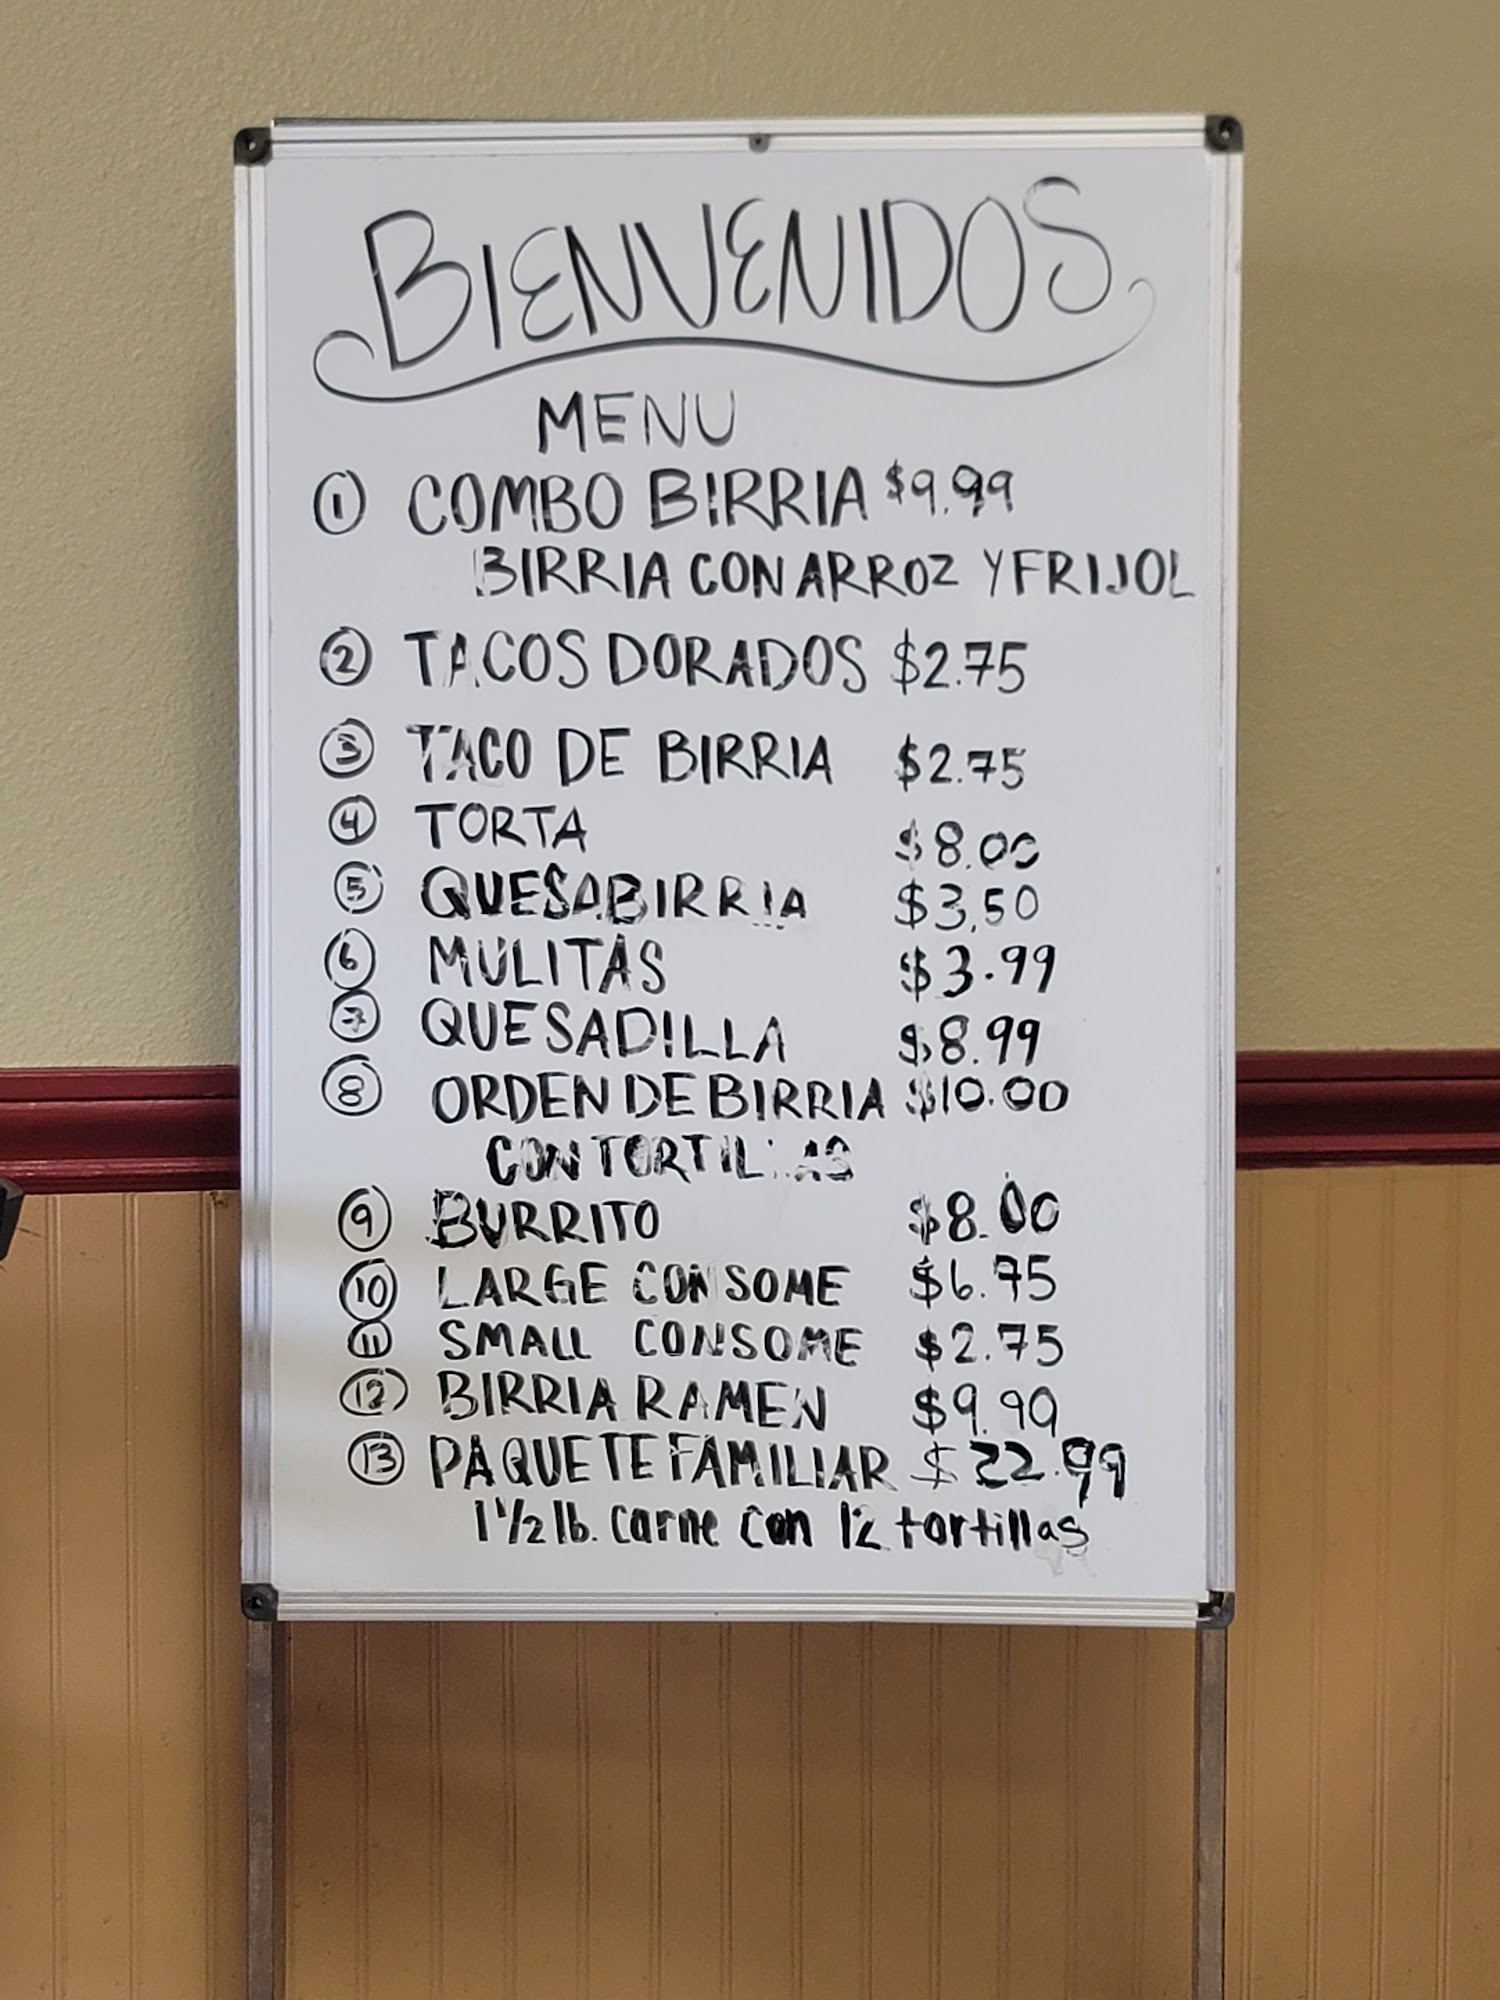 BIENVENIDOS
MENU
① COMBO BIRRIA $9.99
BIRRIA CON ARROZ Y FRIJOL
② TACOS DORADOS $2.75
③ TACO DE BIRRIA $2.75
④ TORTA $8.00
⑤ QUESABIRRIA $3.50
⑥ MULITAS $3.99
⑦ QUESADILLA $8.99
⑧ ORDEN DE BIRRIA $10.00
CON TORTILLAS
⑨ BURRITO $8.00
⑩ LARGE CONSOME $6.75
⑪ SMALL CONSOME $2.75
⑫ BIRRIA RAMEN $9.99
⑬ PAQUETE FAMILIAR $22.99
1 1/2 lb. carne con 12 tortillas